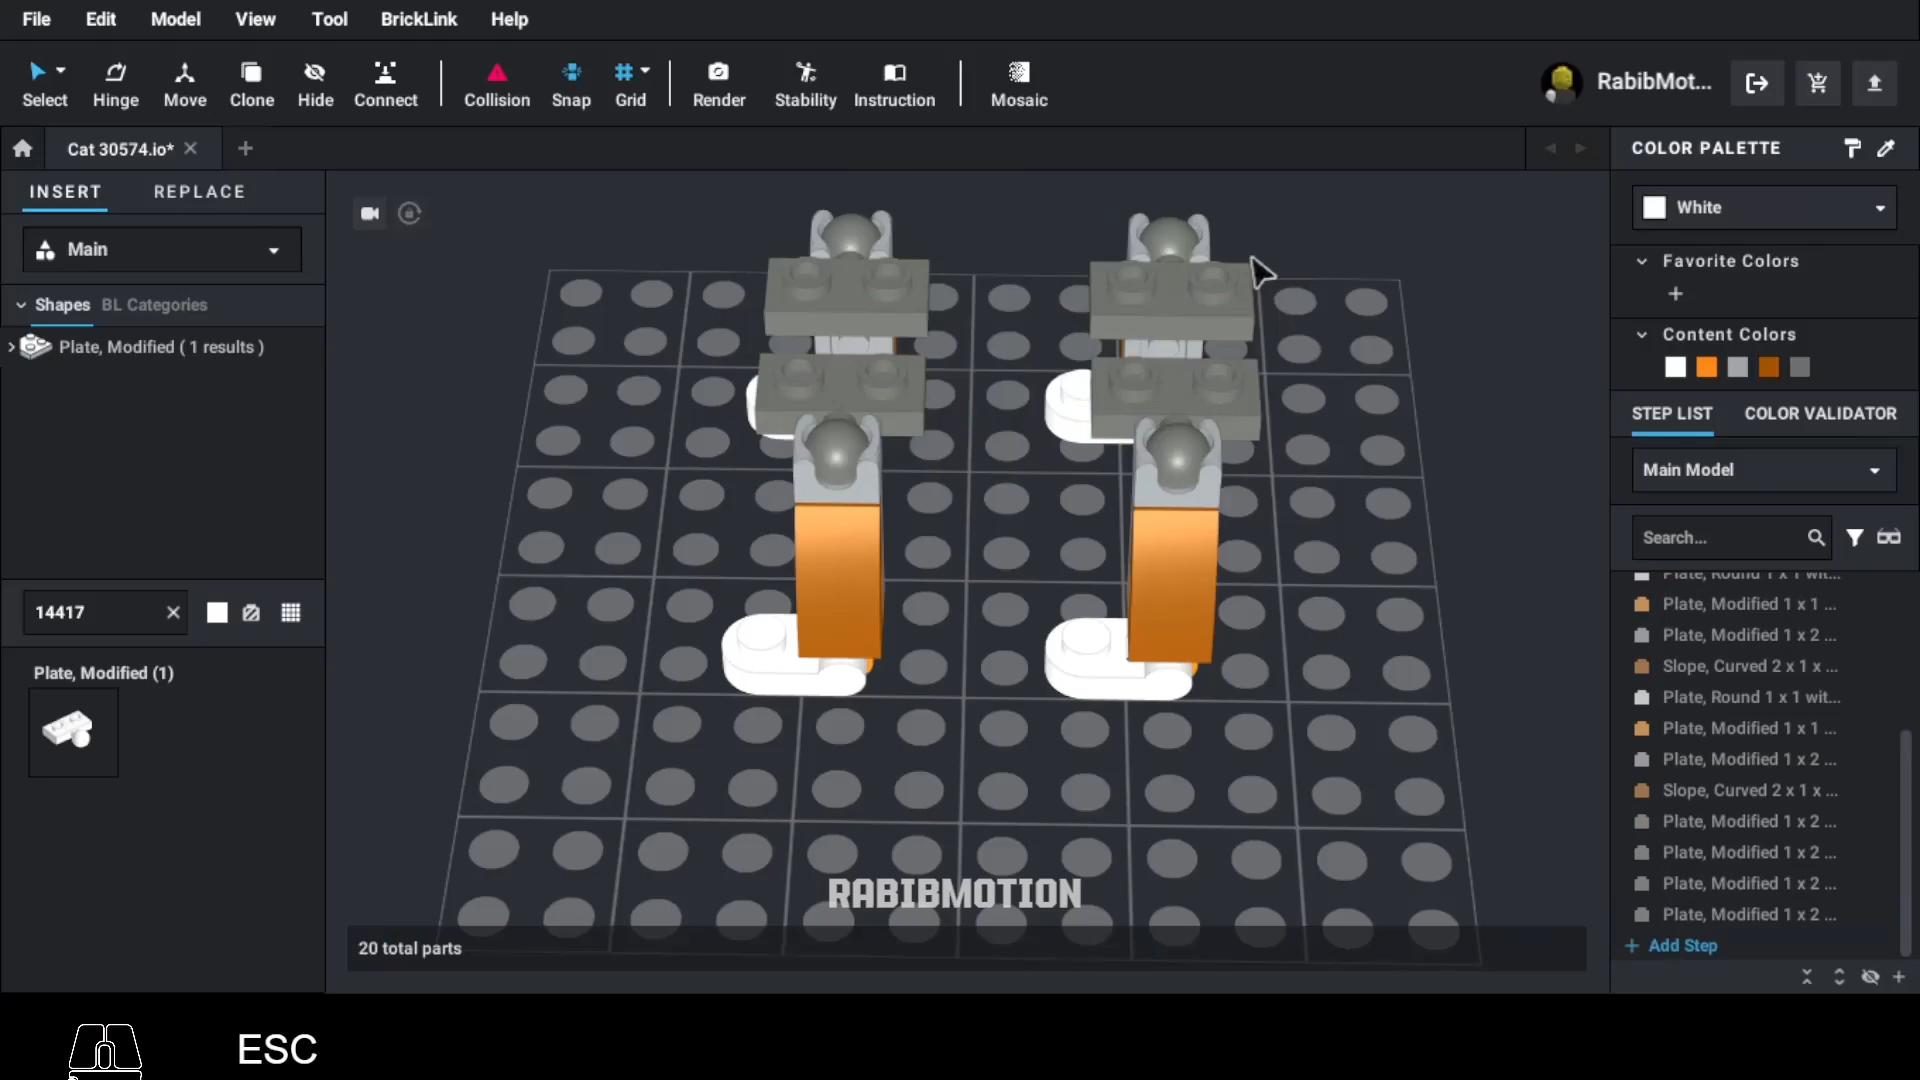 File Edit Model View Tool BrickLink Help
Select Hinge Move Clone Hide Connect Collision Snap Grid Render Stability Instruction Mosaic RabibMot...
Cat 30574.io*
INSERT REPLACE
Main
Shapes BL Categories
Plate, Modified ( 1 results )
14417
Plate, Modified (1)
RABIBMOTION
20 total parts
COLOR PALETTE
White
Favorite Colors
Content Colors
STEP LIST COLOR VALIDATOR
Main Model
Search...
Plate, Round 1 x 1 wit...
Plate, Modified 1 x 1 ...
Plate, Modified 1 x 2 ...
Slope, Curved 2 x 1 x ...
Plate, Round 1 x 1 wit...
Plate, Modified 1 x 1 ...
Plate, Modified 1 x 2 ...
Slope, Curved 2 x 1 x ...
Plate, Modified 1 x 2 ...
Plate, Modified 1 x 2 ...
Plate, Modified 1 x 2 ...
Plate, Modified 1 x 2 ...
Add Step
ESC